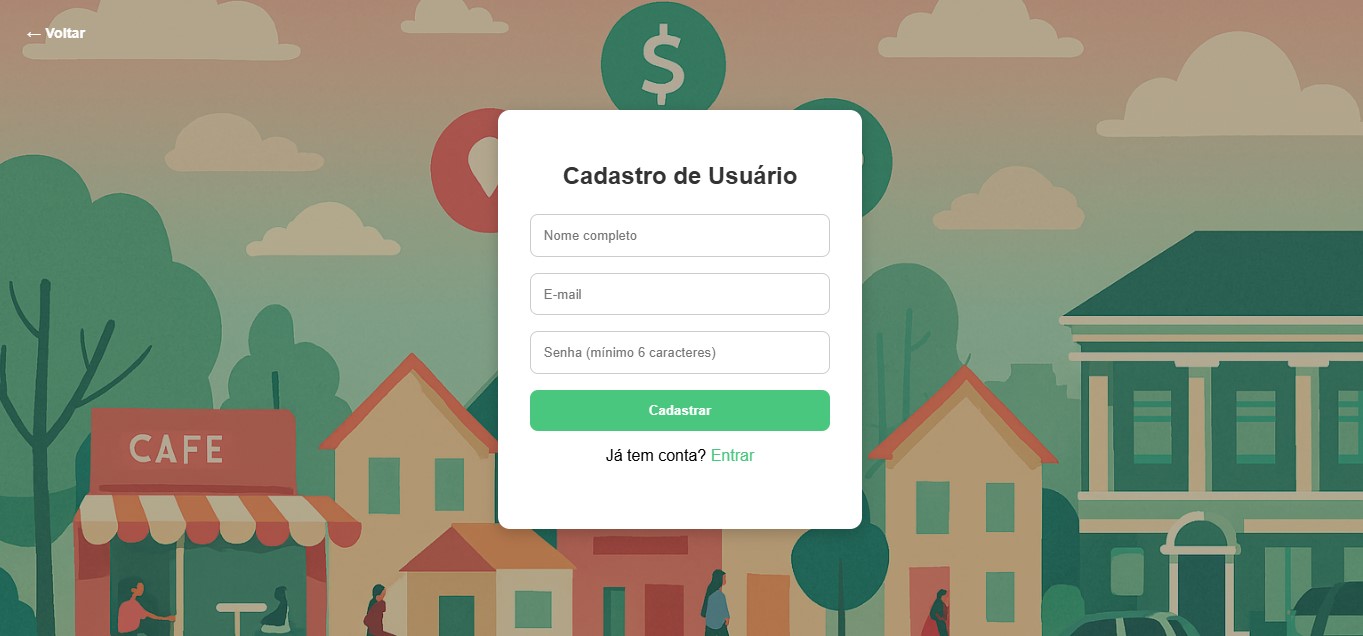 ← Voltar
$
Cadastro de Usuário
Nome completo
E-mail
Senha (mínimo 6 caracteres)
Cadastrar
Já tem conta? Entrar
CAFE